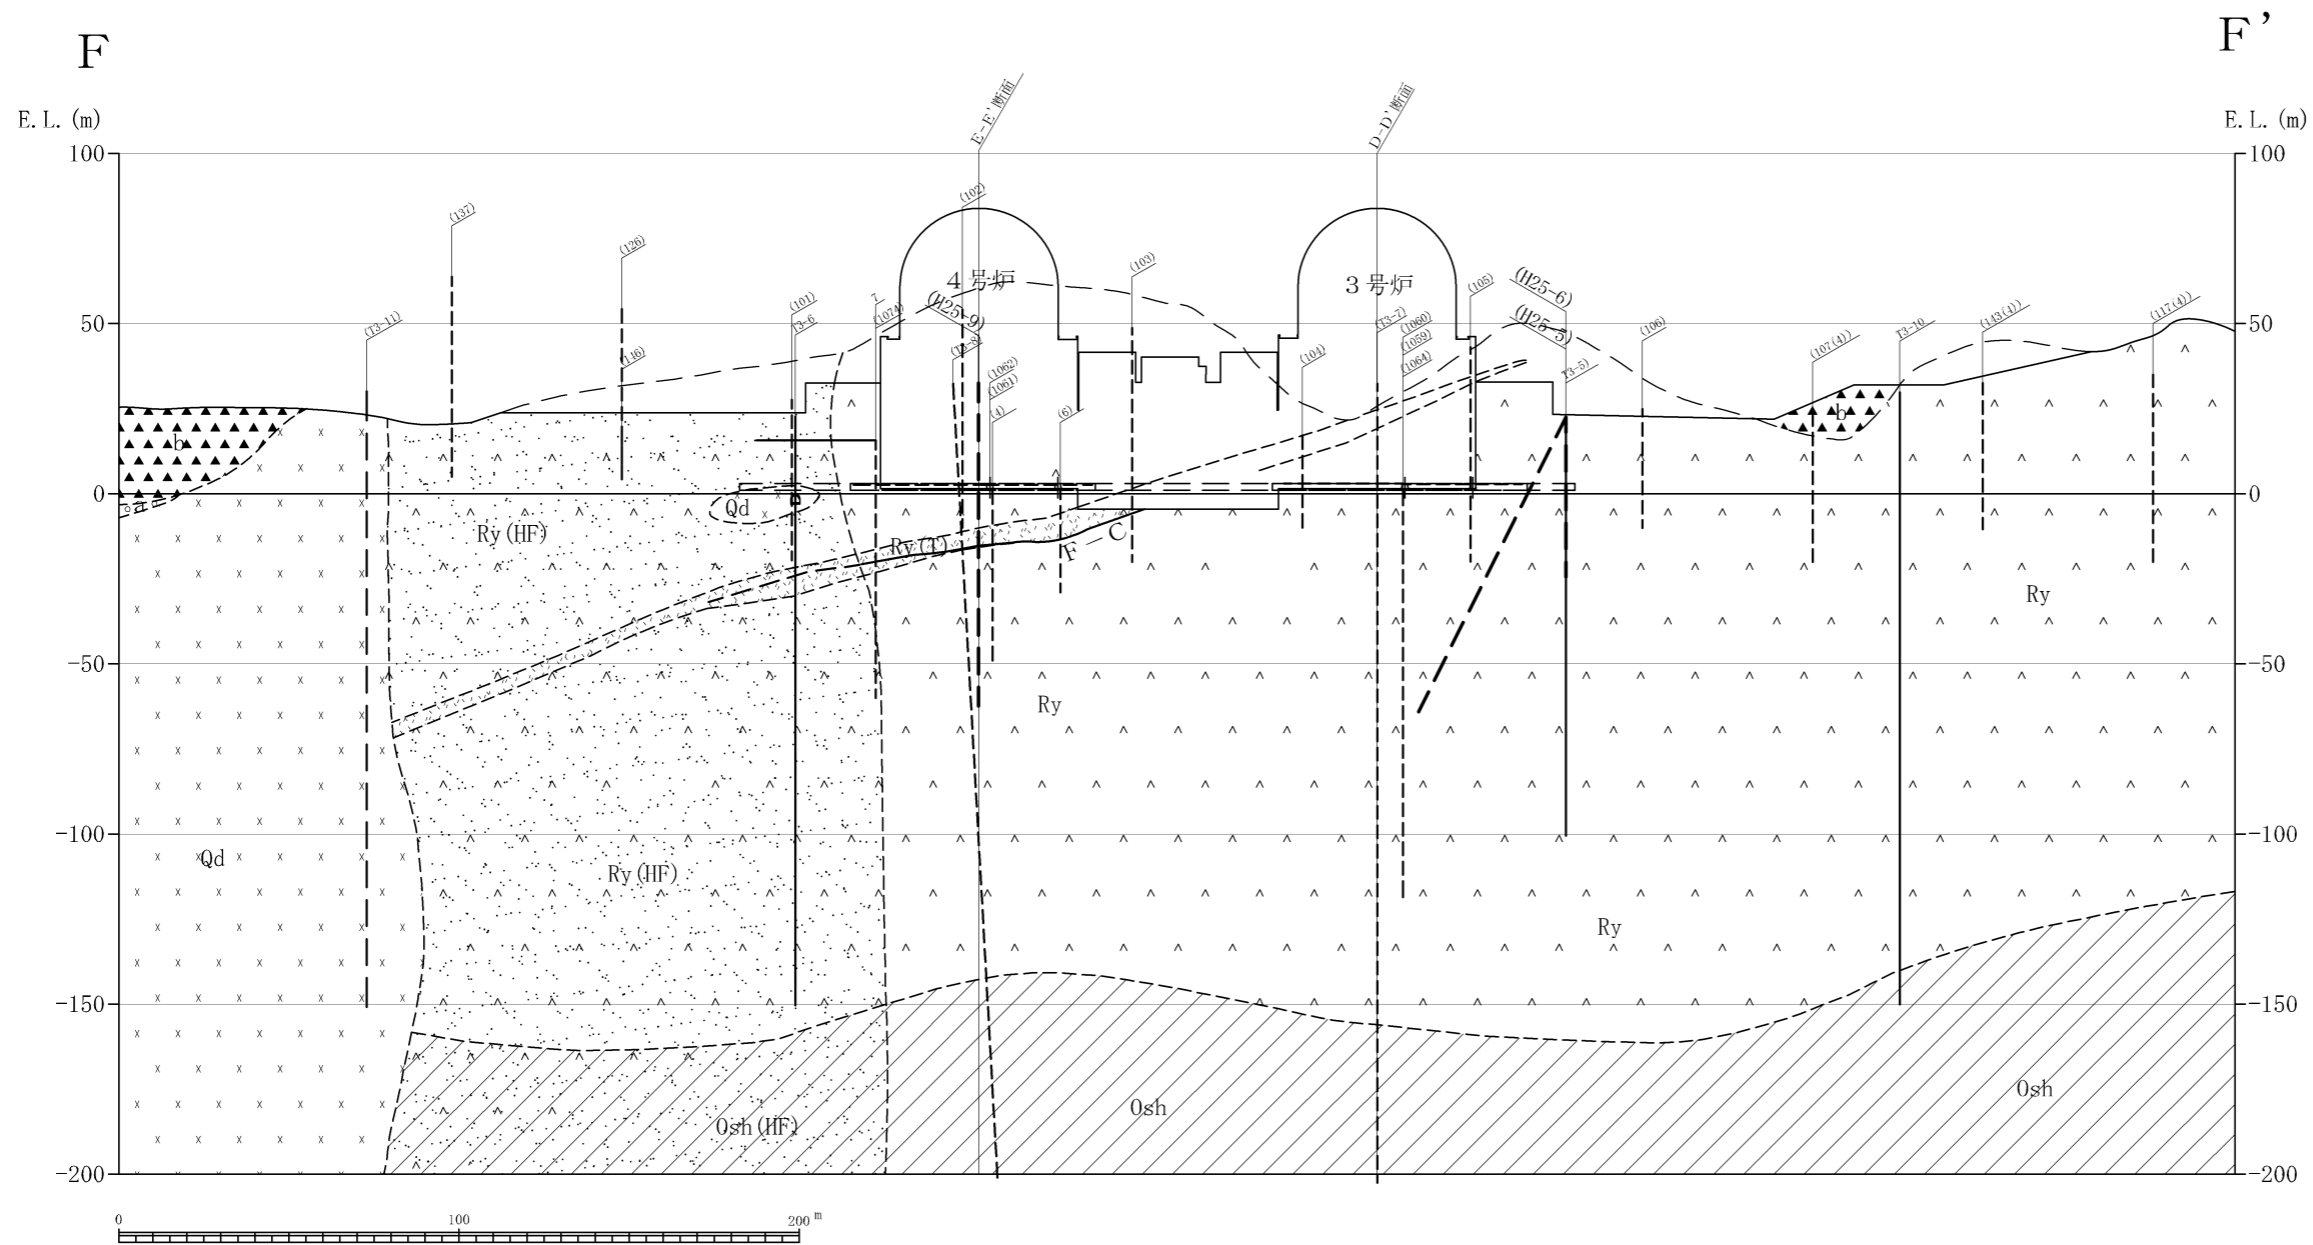 F
F'
E.L.(m)
E.L.(m)
E-E'断面
D-D'断面
100
100
(102)
(137)
(126)
(103)
4号炉
3号炉
(105)
(H25-6)
(H25-9)
(H25-5)
(101)
7
(1074)
T3-6
(T3-11)
50
50
(T3-7)
(1060)
(1059)
(1064)
(106)
(107(4))
T3-10
(143(4))
(117(4))
(146)
(T3-8)
(1062)
(1061)
(4)
(6)
(104)
T3-5)
b
b
0
0
a
Qd
Ry(HF)
F-C
Ry
-50
-50
Ry
-100
-100
Qd
Ry(HF)
Ry
-150
-150
Osh
Osh
Osh(HF)
-200
-200
0
100
200 m